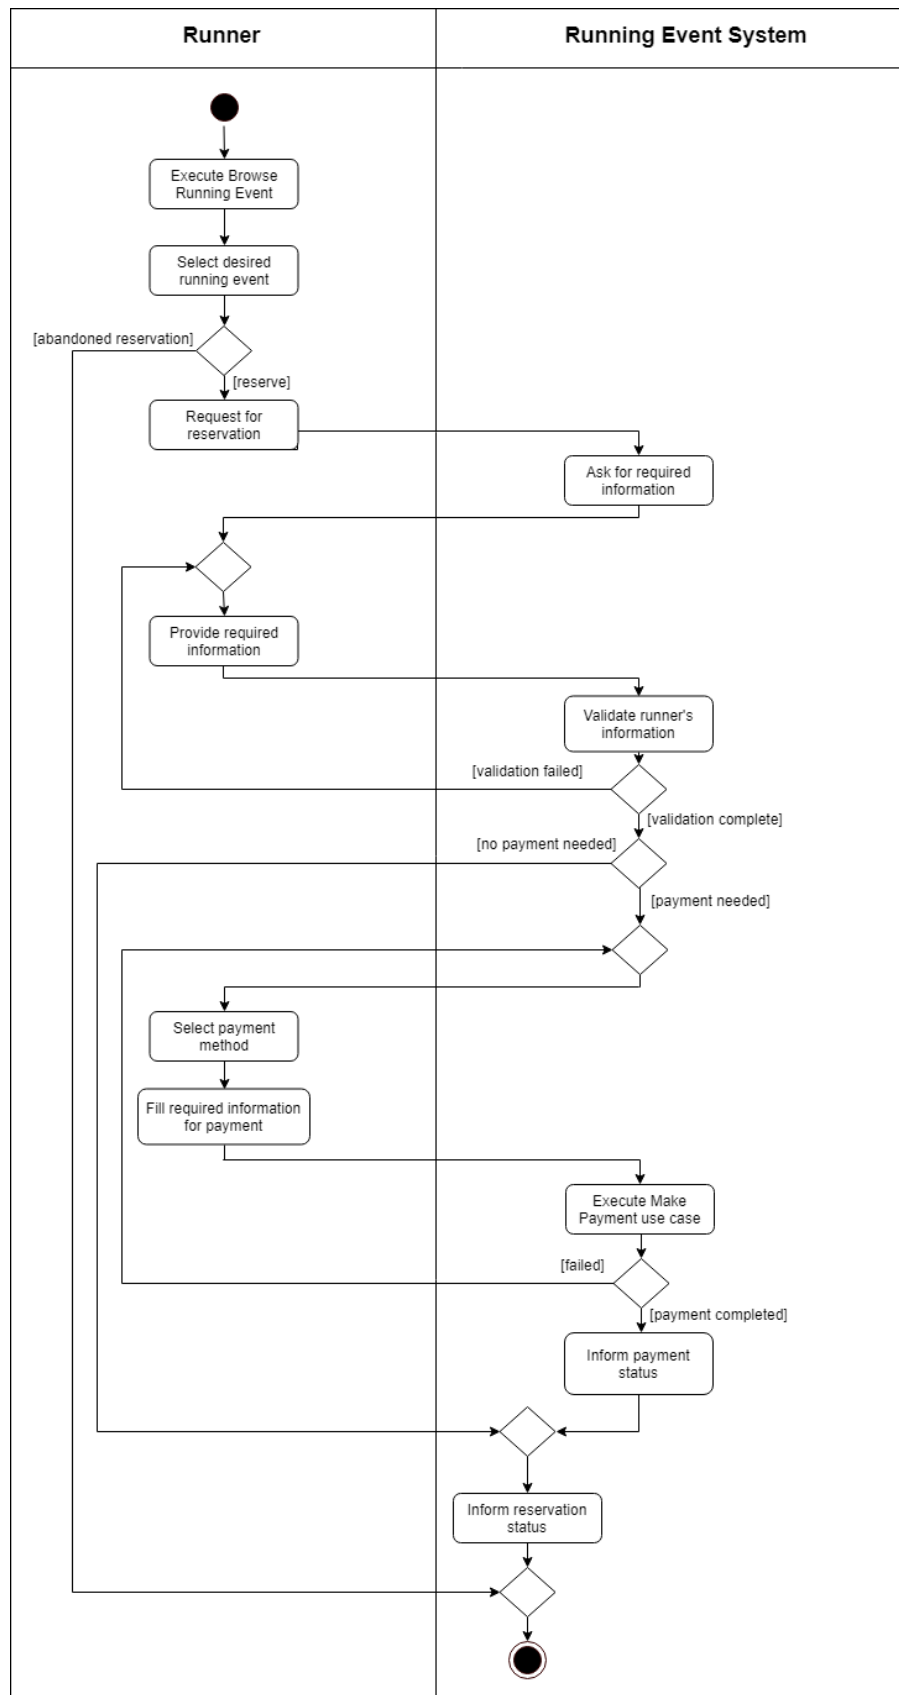 Runner
Running Event System
Execute Browse
Running Event
Select desired
running event
[abandoned reservation]
[reserve]
Request for
reservation
Ask for required
information
Provide required
information
Validate runner's
information
[validation failed]
[validation complete]
[no payment needed]
[payment needed]
Select payment
method
Fill required information
for payment
Execute Make
Payment use case
[failed]
[payment completed]
Inform payment
status
Inform reservation
status